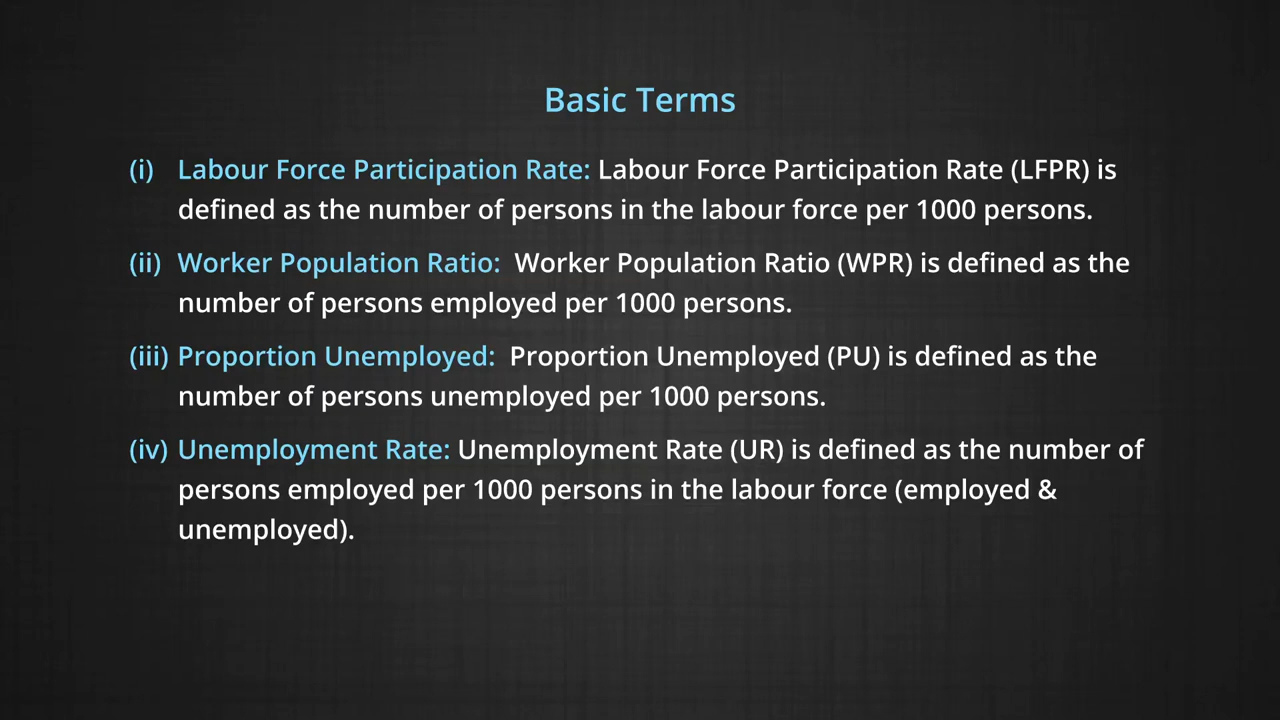 Basic Terms
(i) Labour Force Participation Rate: Labour Force Participation Rate (LFPR) is
defined as the number of persons in the labour force per 1000 persons.
(ii) Worker Population Ratio: Worker Population Ratio (WPR) is defined as the
number of persons employed per 1000 persons.
(iii) Proportion Unemployed: Proportion Unemployed (PU) is defined as the
number of persons unemployed per 1000 persons.
(iv) Unemployment Rate: Unemployment Rate (UR) is defined as the number of
persons employed per 1000 persons in the labour force (employed &
unemployed).